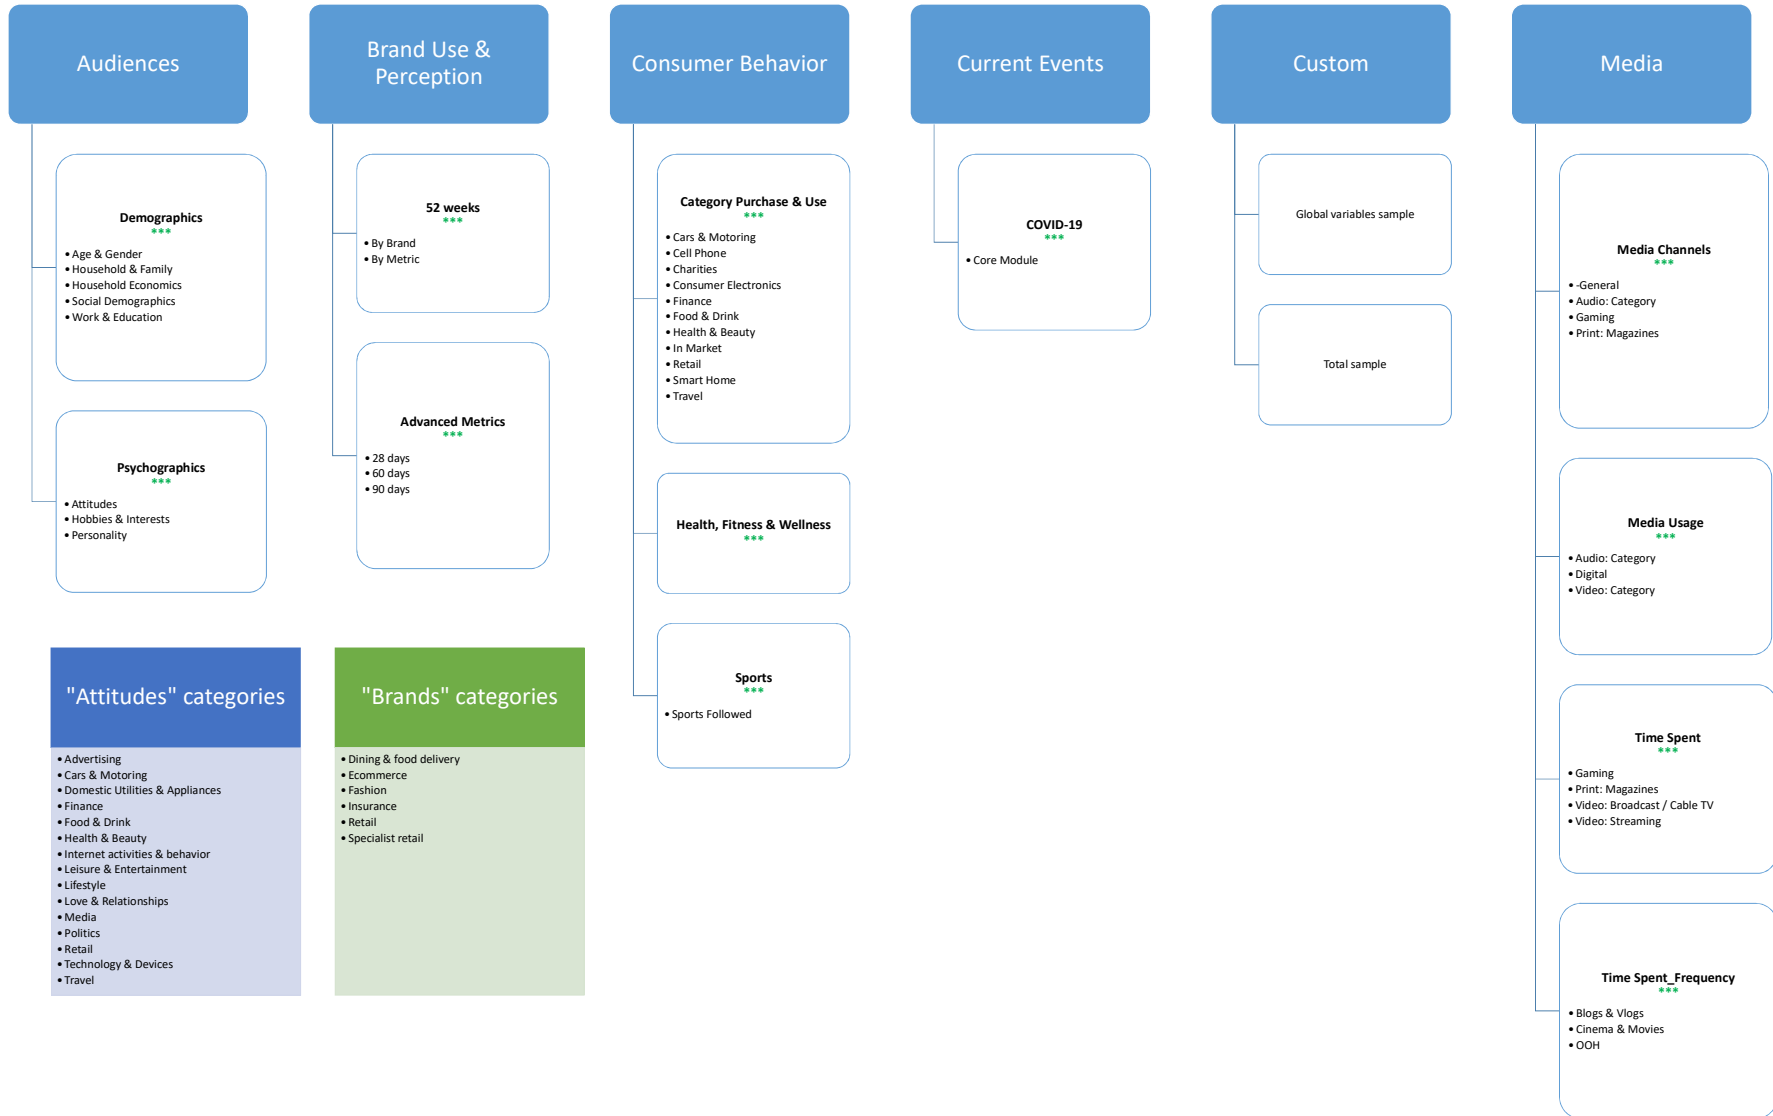 Audiences
Demographics
***
• Age & Gender
• Household & Family
• Household Economics
• Social Demographics
• Work & Education
Psychographics
***
• Attitudes
• Hobbies & Interests
• Personality
Brand Use &
Perception
52 weeks
***
• By Brand
• By Metric
Advanced Metrics
***
• 28 days
• 60 days
• 90 days
Consumer Behavior
Category Purchase & Use
***
• Cars & Motoring
• Cell Phone
• Charities
• Consumer Electronics
• Finance
• Food & Drink
• Health & Beauty
• In Market
• Retail
• Smart Home
• Travel
Health, Fitness & Wellness
***
Sports
***
• Sports Followed
Current Events
COVID-19
***
• Core Module
Custom
Global variables sample
Total sample
Media
Media Channels
***
• -General
• Audio: Category
• Gaming
• Print: Magazines
Media Usage
***
• Audio: Category
• Digital
• Video: Category
Time Spent
***
• Gaming
• Print: Magazines
• Video: Broadcast / Cable TV
• Video: Streaming
Time Spent_Frequency
***
• Blogs & Vlogs
• Cinema & Movies
• OOH
"Attitudes" categories
• Advertising
• Cars & Motoring
• Domestic Utilities & Appliances
• Finance
• Food & Drink
• Health & Beauty
• Internet activities & behavior
• Leisure & Entertainment
• Lifestyle
• Love & Relationships
• Media
• Politics
• Retail
• Technology & Devices
• Travel
"Brands" categories
• Dining & food delivery
• Ecommerce
• Fashion
• Insurance
• Retail
• Specialist retail